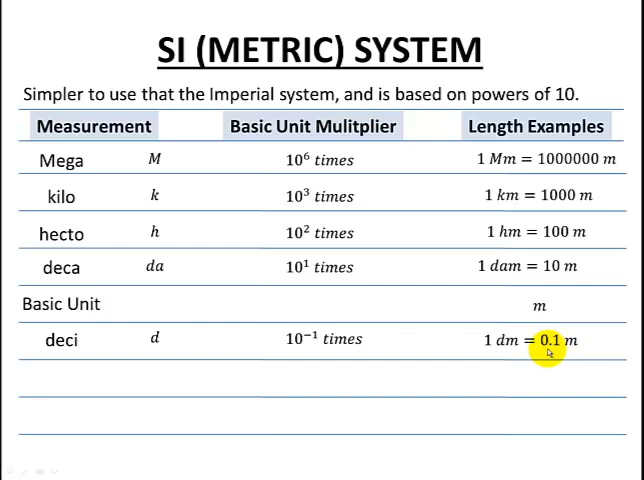 SI (METRIC) SYSTEM
Simpler to use that the Imperial system, and is based on powers of 10.
Measurement Basic Unit Mulitplier Length Examples
Mega M 10⁶ times 1 Mm = 1000000 m
kilo k 10³ times 1 km = 1000 m
hecto h 10² times 1 hm = 100 m
deca da 10¹ times 1 dam = 10 m
Basic Unit m
deci d 10⁻¹ times 1 dm = 0.1 m